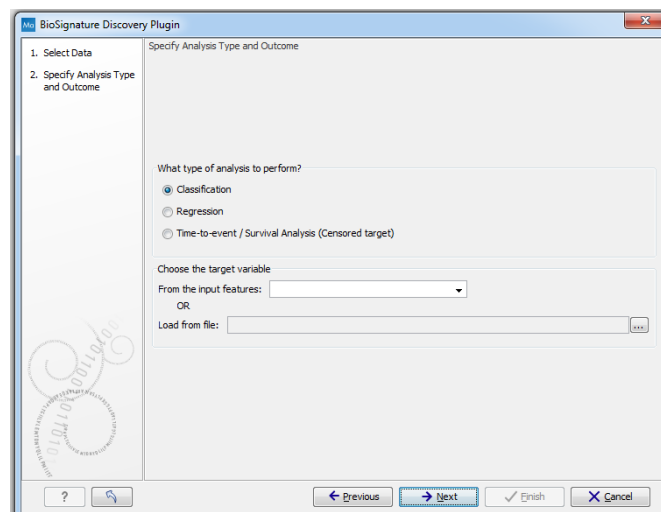 BioSignature Discovery Plugin
1. Select Data
2. Specify Analysis Type
and Outcome
Specify Analysis Type and Outcome
What type of analysis to perform?
Classification
Regression
Time-to-event / Survival Analysis (Censored target)
Choose the target variable
From the input features:
OR
Load from file:
...
?
Previous
Next
Finish
Cancel